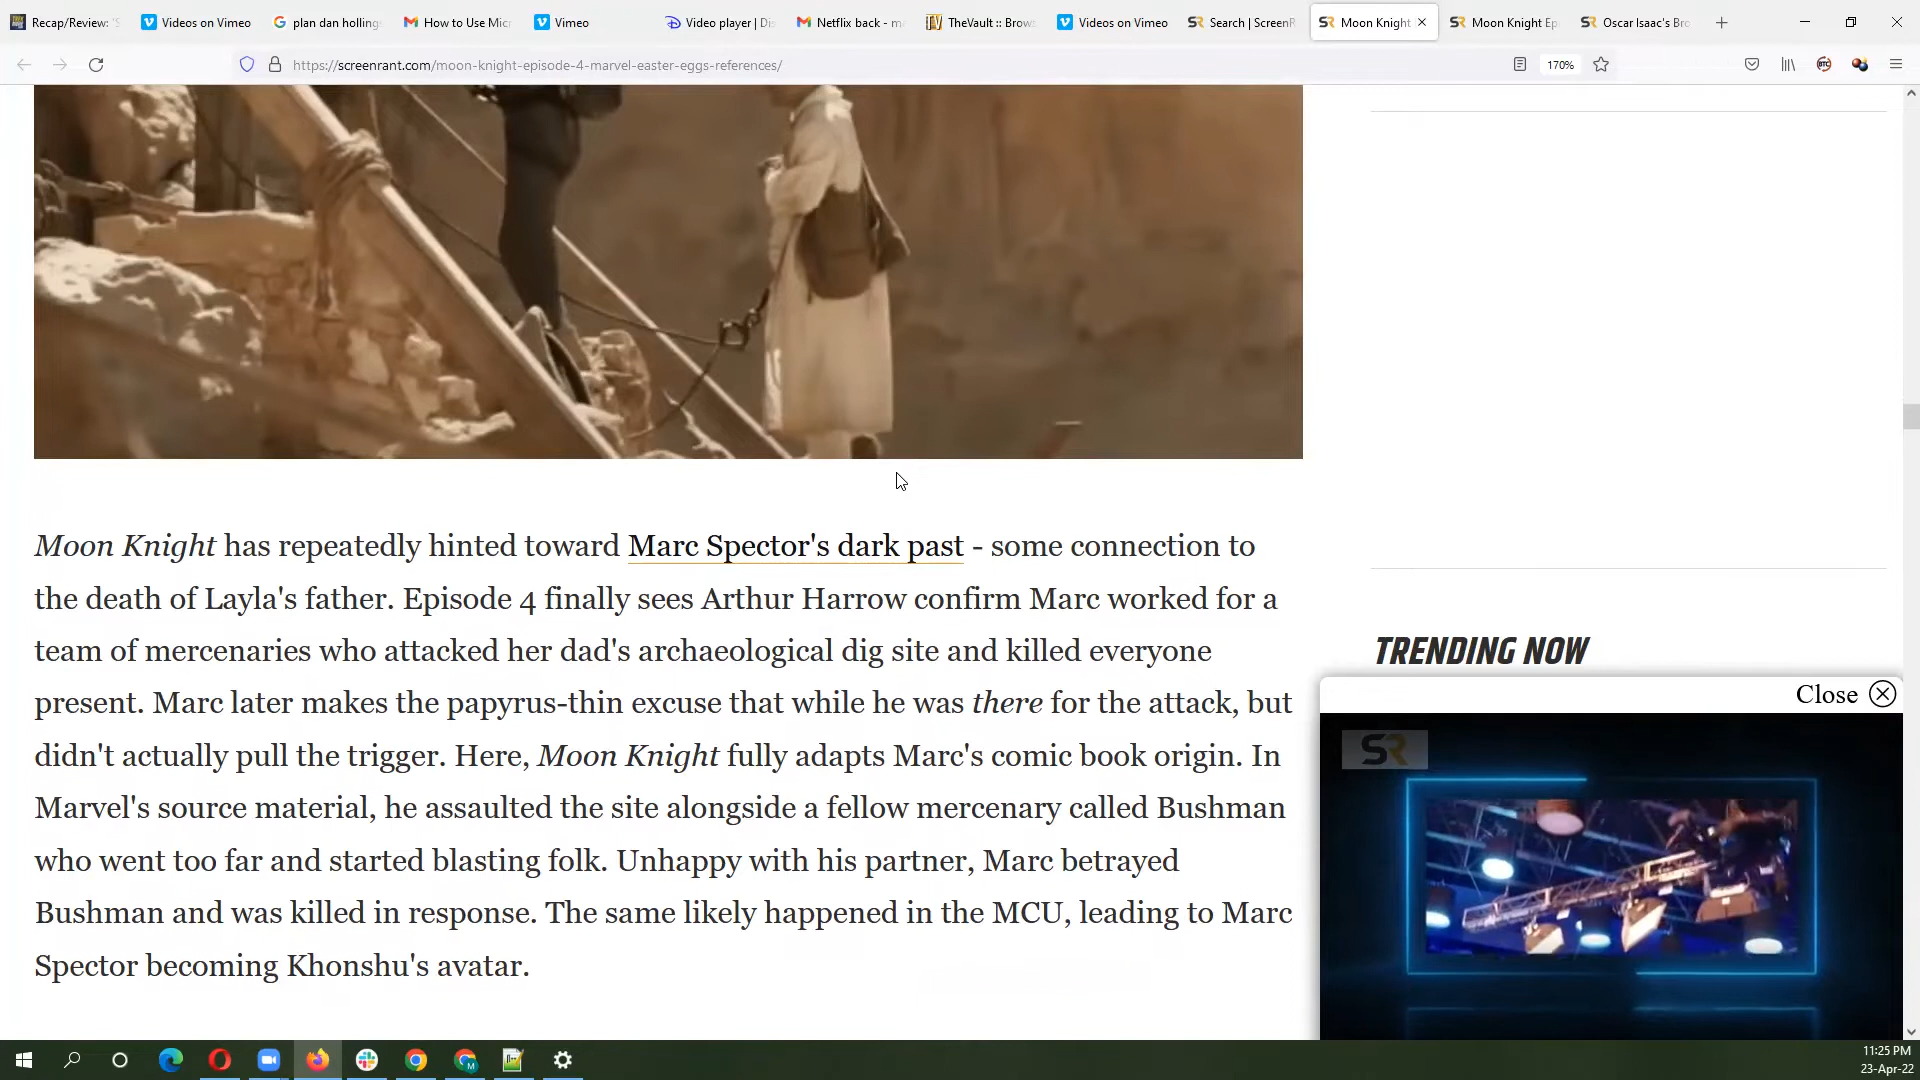 Recap/Review: 'S
Videos on Vimeo
plan dan hollings
How to Use Micr
Vimeo
Video player | Dis
Netflix back - ma
TheVault :: Brow
Videos on Vimeo
Search | ScreenR
Moon Knight
Moon Knight Ep
Oscar Isaac's Bro
https://screenrant.com/moon-knight-episode-4-marvel-easter-eggs-references/
170%
BTC
Moon Knight has repeatedly hinted toward Marc Spector's dark past - some connection to
the death of Layla's father. Episode 4 finally sees Arthur Harrow confirm Marc worked for a
team of mercenaries who attacked her dad's archaeological dig site and killed everyone
present. Marc later makes the papyrus-thin excuse that while he was there for the attack, but
didn't actually pull the trigger. Here, Moon Knight fully adapts Marc's comic book origin. In
Marvel's source material, he assaulted the site alongside a fellow mercenary called Bushman
who went too far and started blasting folk. Unhappy with his partner, Marc betrayed
Bushman and was killed in response. The same likely happened in the MCU, leading to Marc
Spector becoming Khonshu's avatar.
TRENDING NOW
Close
SR
11:25 PM
23-Apr-22